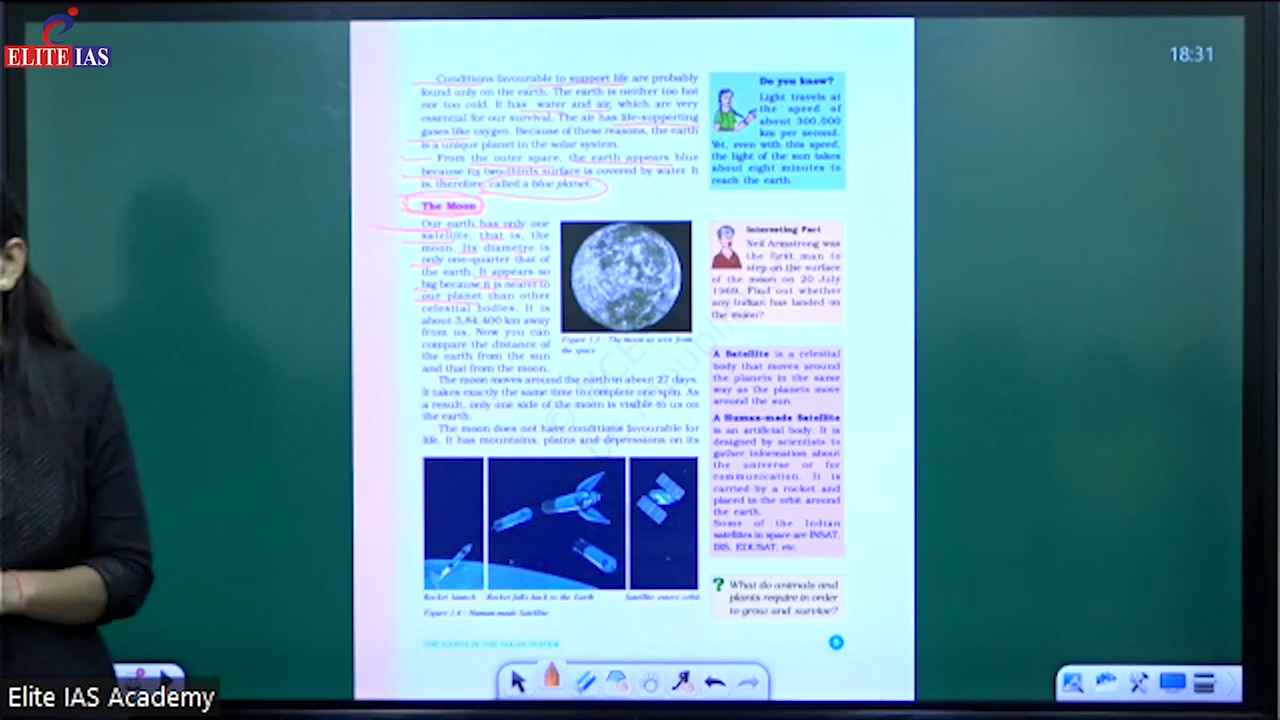 ELITE IAS
18:31
Conditions favourable to support life are probably
found only on the earth. The earth is neither too hot
nor too cold. It has water and air, which are very
essential for our survival. The air has life-supporting
gases like oxygen. Because of these reasons, the earth
is a unique planet in the solar system.
From the outer space, the earth appears blue
because its two-thirds surface is covered by water. It
is, therefore, called a blue planet.
The Moon
Our earth has only one
satellite, that is, the
moon. Its diametre is
only one-quarter that of
the earth. It appears so
big because it is nearer to
our planet than other
celestial bodies. It is
about 3,84,400 km away
from us. Now you can
compare the distance of
the earth from the sun
and that from the moon.
Figure 1.3 : The moon as seen from
the space
The moon moves around the earth in about 27 days.
It takes exactly the same time to complete one spin. As
a result, only one side of the moon is visible to us on
the earth.
The moon does not have conditions favourable for
life. It has mountains, plains and depressions on its
Rocket launch
Rocket falls back to the Earth
Satellite enters orbit
Figure 1.4 : Human-made Satellite
THE EARTH IN THE SOLAR SYSTEM
Do you know?
Light travels at
the speed of
about 300,000
km per second.
Yet, even with this speed,
the light of the sun takes
about eight minutes to
reach the earth.
Interesting Fact
Neil Armstrong was
the first man to
step on the surface
of the moon on 20 July
1969. Find out whether
any Indian has landed on
the moon?
A Satellite is a celestial
body that moves around
the planets in the same
way as the planets move
around the sun.
A Human-made Satellite
is an artificial body. It is
designed by scientists to
gather information about
the universe or for
communication. It is
carried by a rocket and
placed in the orbit around
the earth.
Some of the Indian
satellites in space are INSAT,
IRS, EDUSAT, etc.
? What do animals and
plants require in order
to grow and survive?
Elite IAS Academy